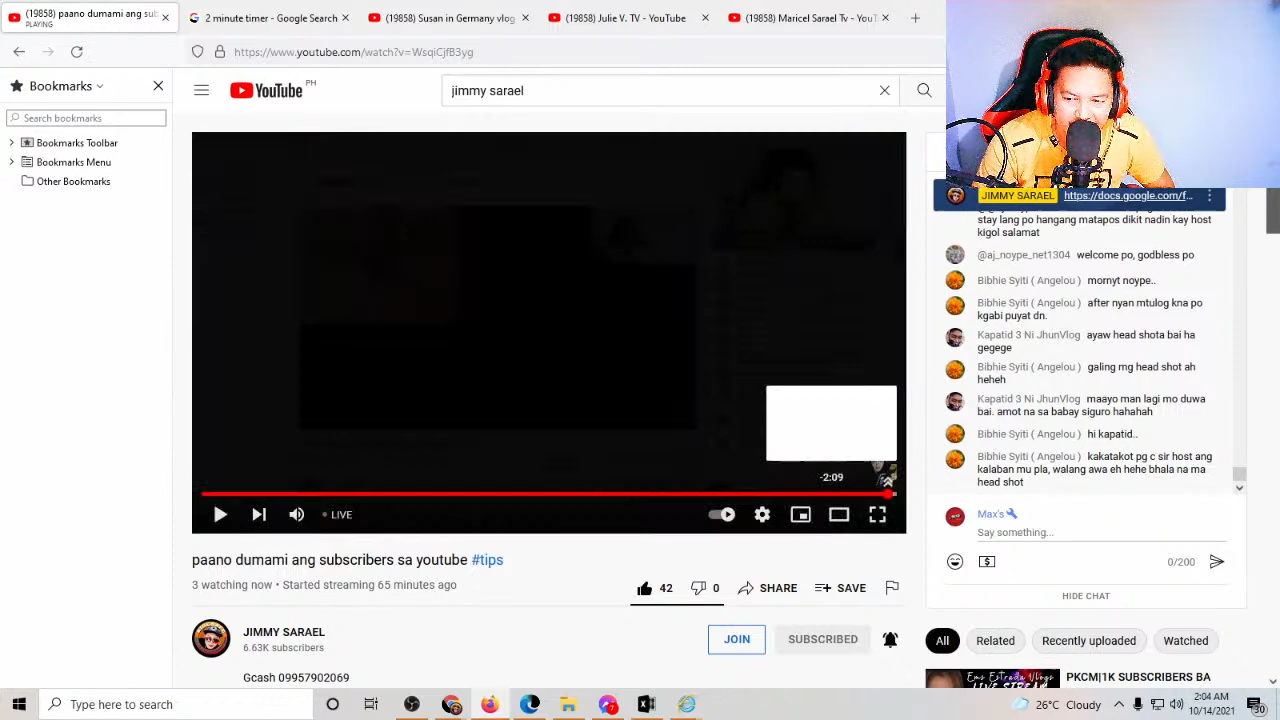 (19858) paano dumami ang sub
PLAYING
2 minute timer - Google Search
(19858) Susan in Germany vlog
(19858) Julie V. TV - YouTube
(19858) Maricel Sarael Tv - YouT
https://www.youtube.com/watch?v=WsqiCjfB3yg
Bookmarks
Search bookmarks
Bookmarks Toolbar
Bookmarks Menu
Other Bookmarks
YouTube PH
jimmy sarael
JIMMY SARAEL https://docs.google.com/f...
stay lang po hangang matapos dikit nadin kay host
kigol salamat
@aj_noype_net1304 welcome po, godbless po
Bibhie Syiti ( Angelou ) mornyt noype..
Bibhie Syiti ( Angelou ) after nyan mtulog kna po
kgabi puyat dn.
Kapatid 3 Ni JhunVlog ayaw head shota bai ha
gegege
Bibhie Syiti ( Angelou ) galing mg head shot ah
heheh
Kapatid 3 Ni JhunVlog maayo man lagi mo duwa
bai. amot na sa babay siguro hahahah
Bibhie Syiti ( Angelou ) hi kapatid..
Bibhie Syiti ( Angelou ) kakatakot pg c sir host ang
kalaban mu pla, walang awa eh hehe bhala na ma
head shot
Max's
Say something...
0/200
HIDE CHAT
-2:09
LIVE
paano dumami ang subscribers sa youtube #tips
3 watching now • Started streaming 65 minutes ago
42
0
SHARE
SAVE
JIMMY SARAEL
6.63K subscribers
JOIN
SUBSCRIBED
Gcash 09957902069
All
Related
Recently uploaded
Watched
Ems Estrada Vlogs
LIVE STREAM
PKCM|1K SUBSCRIBERS BA
Type here to search
7
26°C Cloudy
2:04 AM
10/14/2021
30